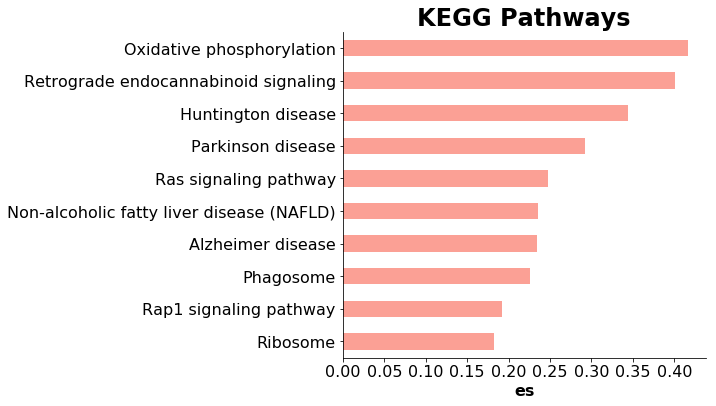 KEGG Pathways
Oxidative phosphorylation
Retrograde endocannabinoid signaling
Huntington disease
Parkinson disease
Ras signaling pathway
Non-alcoholic fatty liver disease (NAFLD)
Alzheimer disease
Phagosome
Rap1 signaling pathway
Ribosome
0.00 0.05 0.10 0.15 0.20 0.25 0.30 0.35 0.40
es